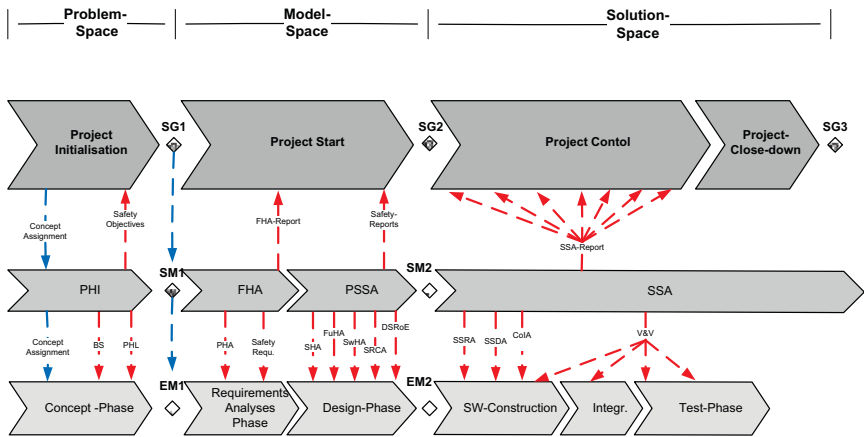 Problem-
Space
Model-
Space
Solution-
Space
Project
Initialisation
SG1
Project Start
SG2
Project Contol
Project-
Close-down
SG3
Concept
Assignment
Safety
Objectives
FHA-Report
Safety-
Reports
SSA-Report
PHI
SM1
FHA
PSSA
SM2
SSA
Concept
Assignment
BS
PHL
PHA
Safety
Requ.
SHA
FuHA
SwHA
SRCA
DSRoE
SSRA
SSDA
CoIA
V&V
Concept -Phase
EM1
Requirements
Analyses
Phase
Design-Phase
EM2
SW-Construction
Integr.
Test-Phase